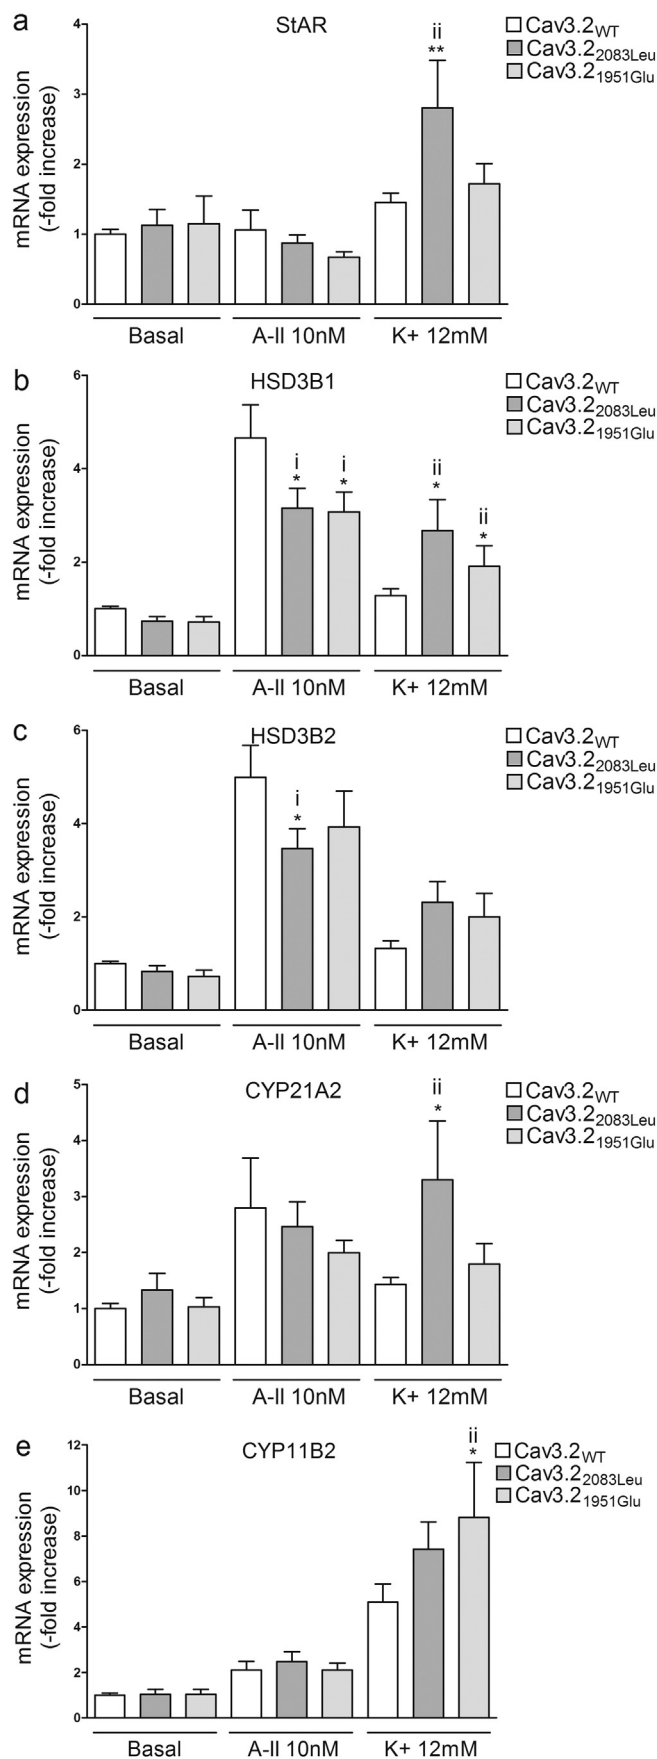 a
StAR
Cav3.2WT
Cav3.22083Leu
Cav3.21951Glu
mRNA expression
(-fold increase)
4
3
2
1
0
ii
**
Basal
A-II 10nM
K+ 12mM
b
HSD3B1
Cav3.2WT
Cav3.22083Leu
Cav3.21951Glu
mRNA expression
(-fold increase)
6
4
2
0
i
*
i
*
ii
*
ii
*
Basal
A-II 10nM
K+ 12mM
c
HSD3B2
Cav3.2WT
Cav3.22083Leu
Cav3.21951Glu
mRNA expression
(-fold increase)
6
4
2
0
i
*
Basal
A-II 10nM
K+ 12mM
d
CYP21A2
Cav3.2WT
Cav3.22083Leu
Cav3.21951Glu
mRNA expression
(-fold increase)
5
4
3
2
1
0
ii
*
Basal
A-II 10nM
K+ 12mM
e
CYP11B2
Cav3.2WT
Cav3.22083Leu
Cav3.21951Glu
mRNA expression
(-fold increase)
12
10
8
6
4
2
0
ii
*
Basal
A-II 10nM
K+ 12mM